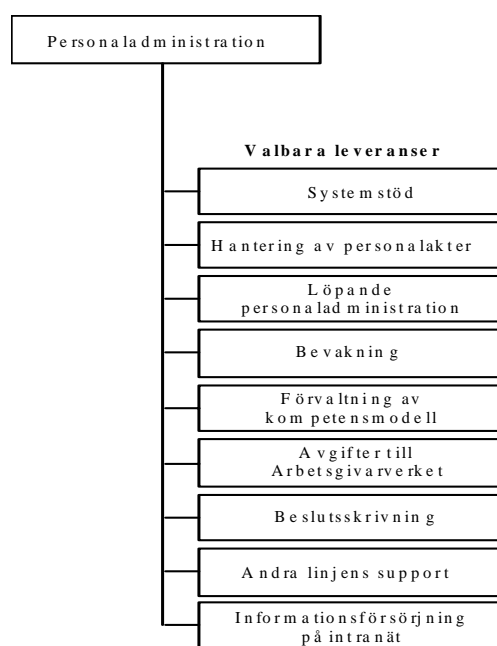 Personaladministration
Valbara leveranser
Systemstöd
Hantering av personalakter
Löpande
personaladministration
Bevakning
Förvaltning av
kompetensmodell
Avgifter till
Arbetsgivarverket
Beslutsskrivning
Andra linjens support
Informationsförsörjning
på intranät